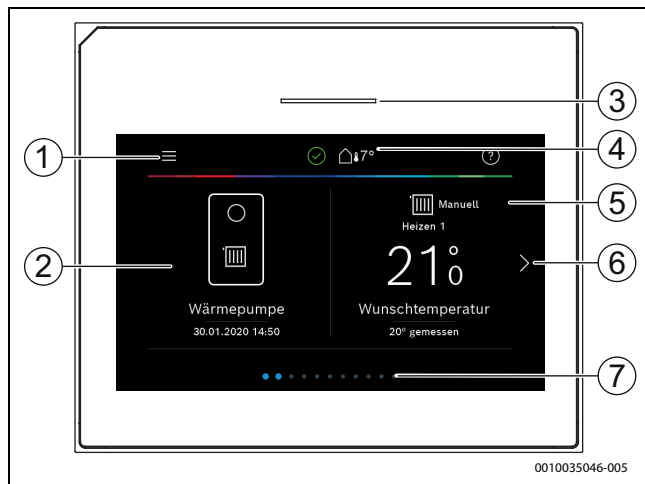 3
1
7°
?
4
Manuell
5
Heizen 1
2
21°0
6
Wärmepumpe
Wunschtemperatur
30.01.2020 14:50
20° gemessen
7
0010035046-005